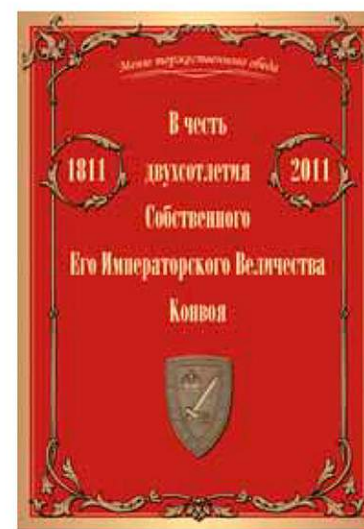 Меню торжественного обеда
В честь
1811 двухсотлетия 2011
Собственного
Его Императорского Величества
Конвоя